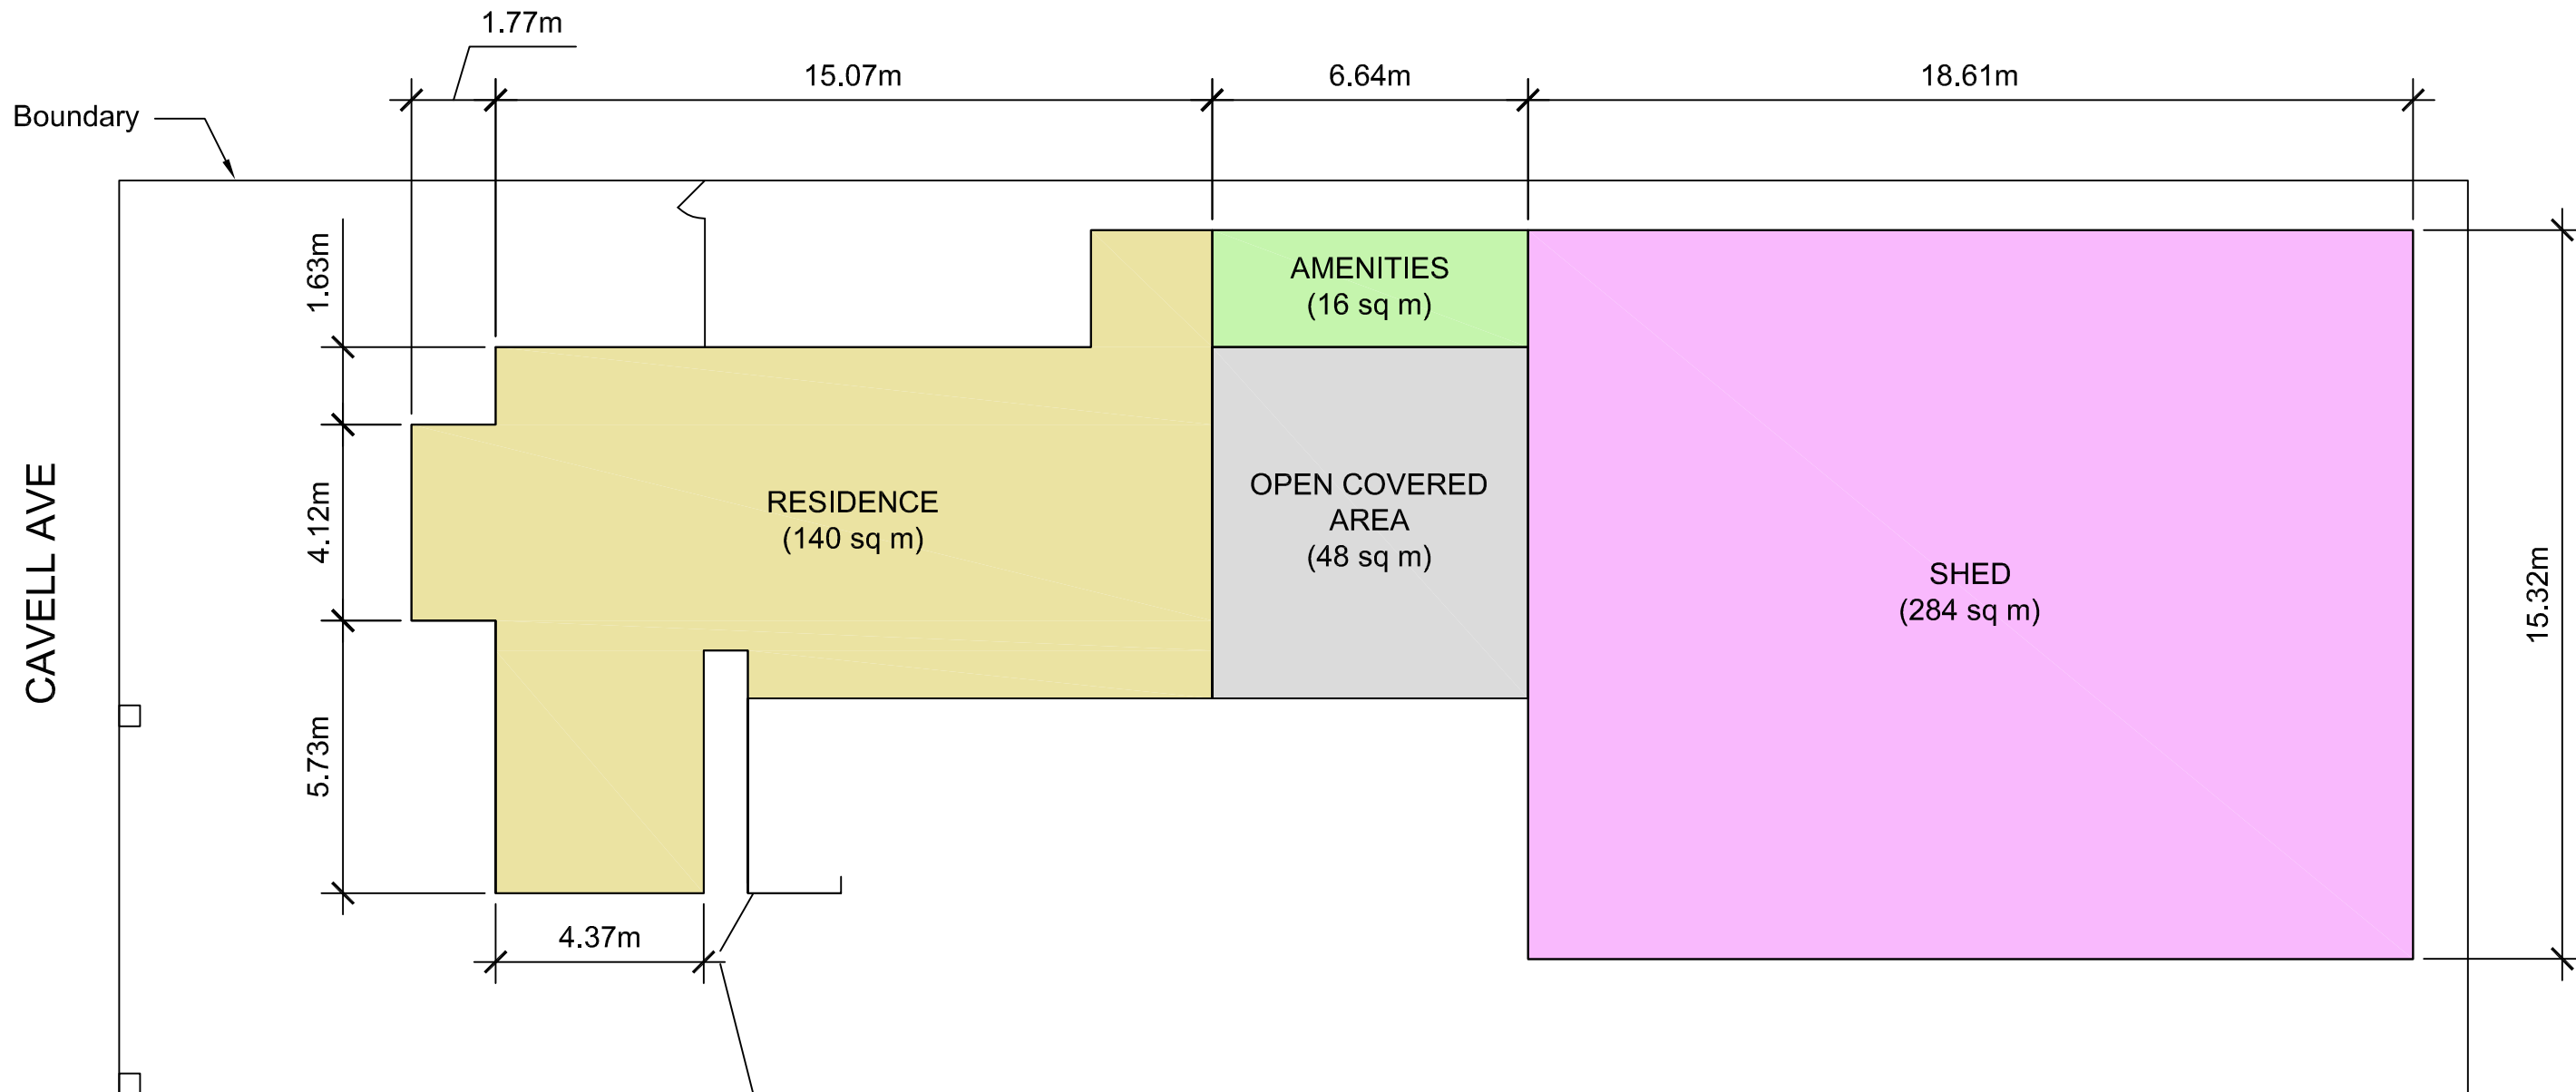 1.77m
15.07m
6.64m
18.61m
Boundary
1.63m
AMENITIES
(16 sq m)
4.12m
RESIDENCE
(140 sq m)
OPEN COVERED
AREA
(48 sq m)
SHED
(284 sq m)
15.32m
CAVELL AVE
5.73m
4.37m